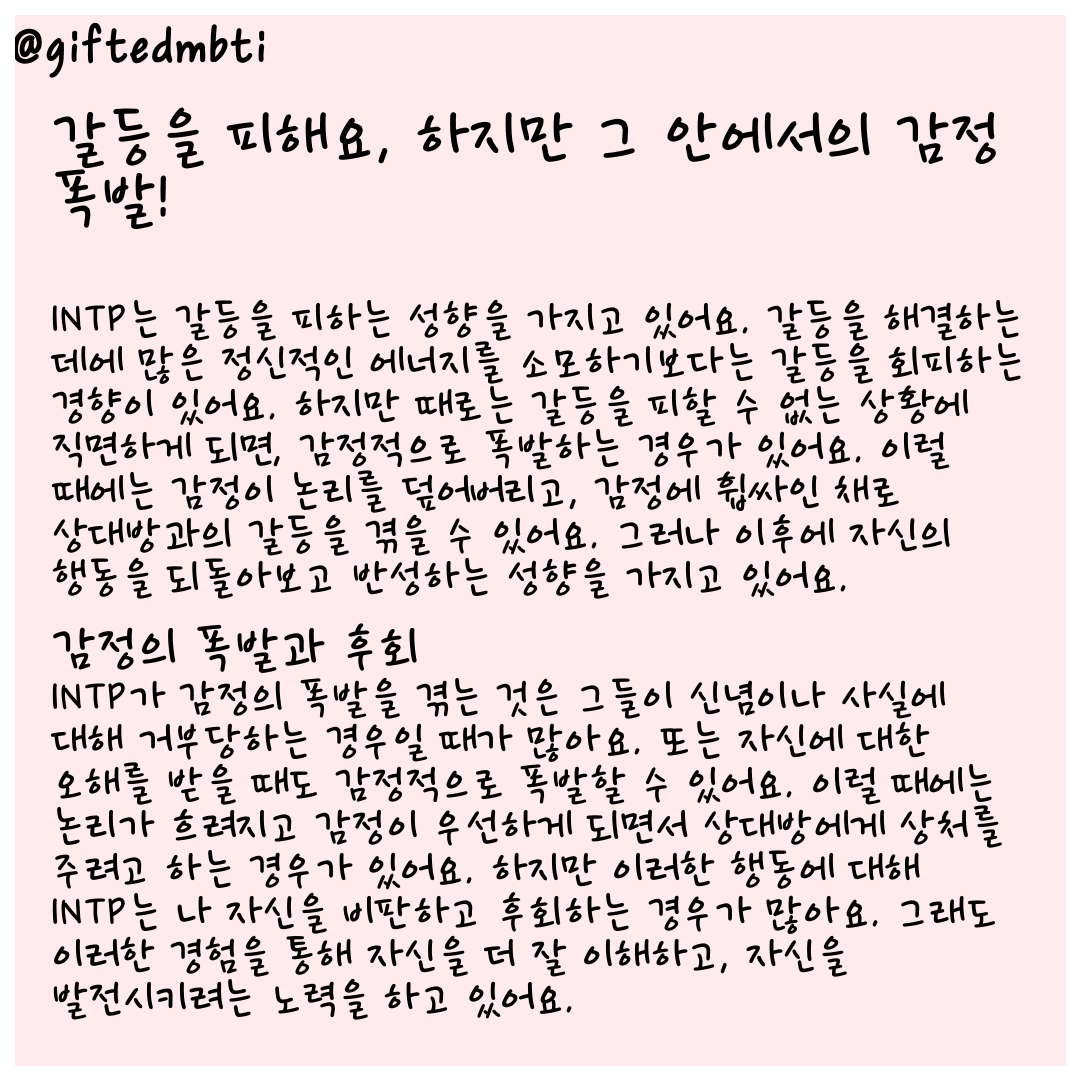 @giftedmbti
갈등을 피해요, 하지만 그 안에서의 감정
폭발!
INTP는 갈등을 피하는 성향을 가지고 있어요. 갈등을 해결하는
데에 많은 정신적인 에너지를 소모하기보다는 갈등을 회피하는
경향이 있어요. 하지만 때로는 갈등을 피할 수 없는 상황에
직면하게 되면, 감정적으로 폭발하는 경우가 있어요. 이럴
때에는 감정이 논리를 덮어버리고, 감정에 휩싸인 채로
상대방과의 갈등을 겪을 수 있어요. 그러나 이후에 자신의
행동을 되돌아보고 반성하는 성향을 가지고 있어요.
감정의 폭발과 후회
INTP가 감정의 폭발을 겪는 것은 그들이 신념이나 사실에
대해 거부당하는 경우일 때가 많아요. 또는 자신에 대한
오해를 받을 때도 감정적으로 폭발할 수 있어요. 이럴 때에는
논리가 흐려지고 감정이 우선하게 되면서 상대방에게 상처를
주려고 하는 경우가 있어요. 하지만 이러한 행동에 대해
INTP는 나 자신을 비판하고 후회하는 경우가 많아요. 그래도
이러한 경험을 통해 자신을 더 잘 이해하고, 자신을
발전시키려는 노력을 하고 있어요.